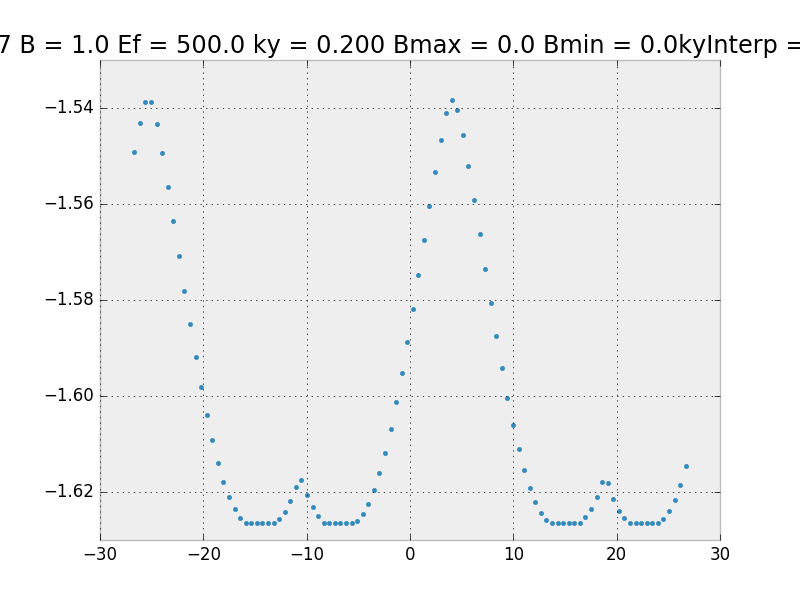 7 B = 1.0 Ef = 500.0 ky = 0.200 Bmax = 0.0 Bmin = 0.0kyInterp =
−1.54
−1.56
−1.58
−1.60
−1.62
−30 −20 −10 0 10 20 30